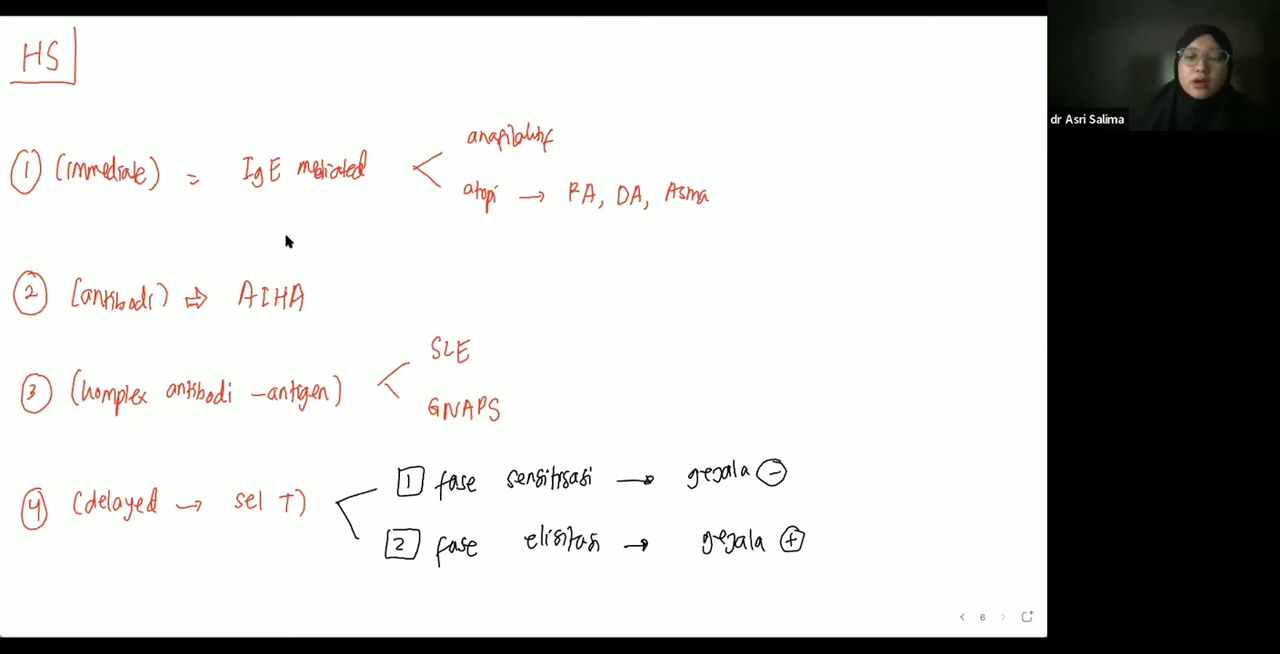 HS
dr Asri Salima
① (immediate) = IgE mediated
anafilaktif
atopi → RA, DA, Asma
② (antibodi) ⇨ AIHA
③ (komplex antibodi - antigen)
SLE
GNAPS
④ (delayed → sel T)
1 fase sensitisasi → gejala ⊖
2 fase elisitasi → gejala ⊕
6